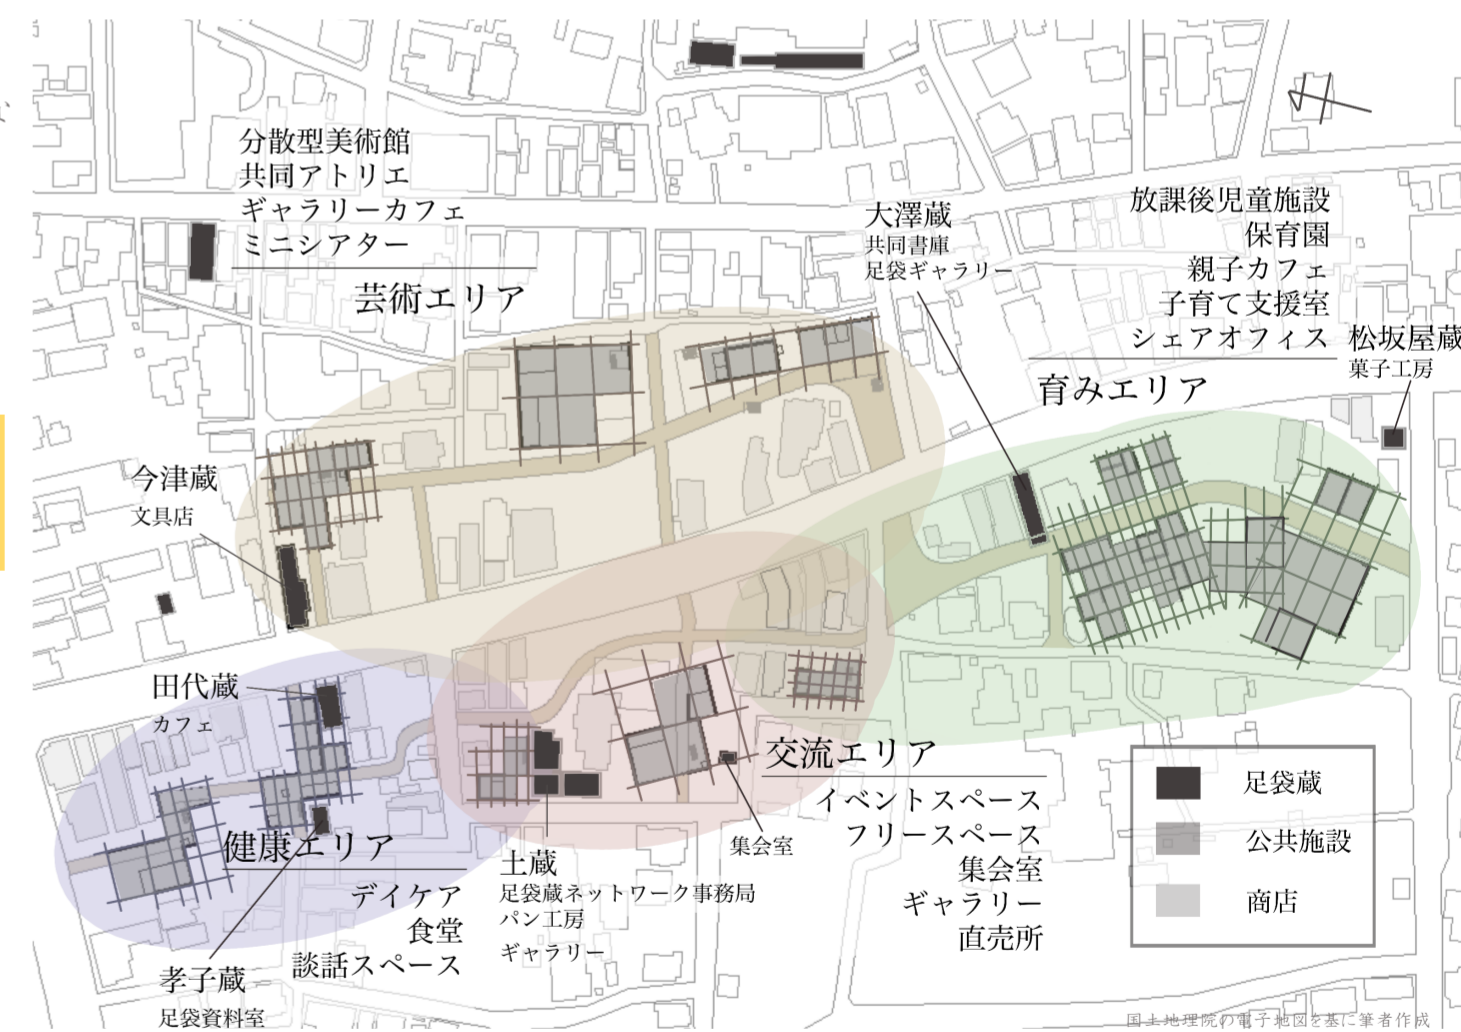 分散型美術館
共同アトリエ
ギャラリーカフェ
ミニシアター
芸術エリア
大澤蔵
共同書庫
足袋ギャラリー
放課後児童施設
保育園
親子カフェ
子育て支援室
シェアオフィス
育みエリア
松坂屋蔵
菓子工房
今津蔵
文具店
田代蔵
カフェ
健康エリア
デイケア
食堂
談話スペース
孝子蔵
足袋資料室
土蔵
足袋蔵ネットワーク事務局
パン工房
ギャラリー
集会室
交流エリア
イベントスペース
フリースペース
集会室
ギャラリー
直売所
足袋蔵
公共施設
商店
国土地理院の電子地図を基に筆者作成